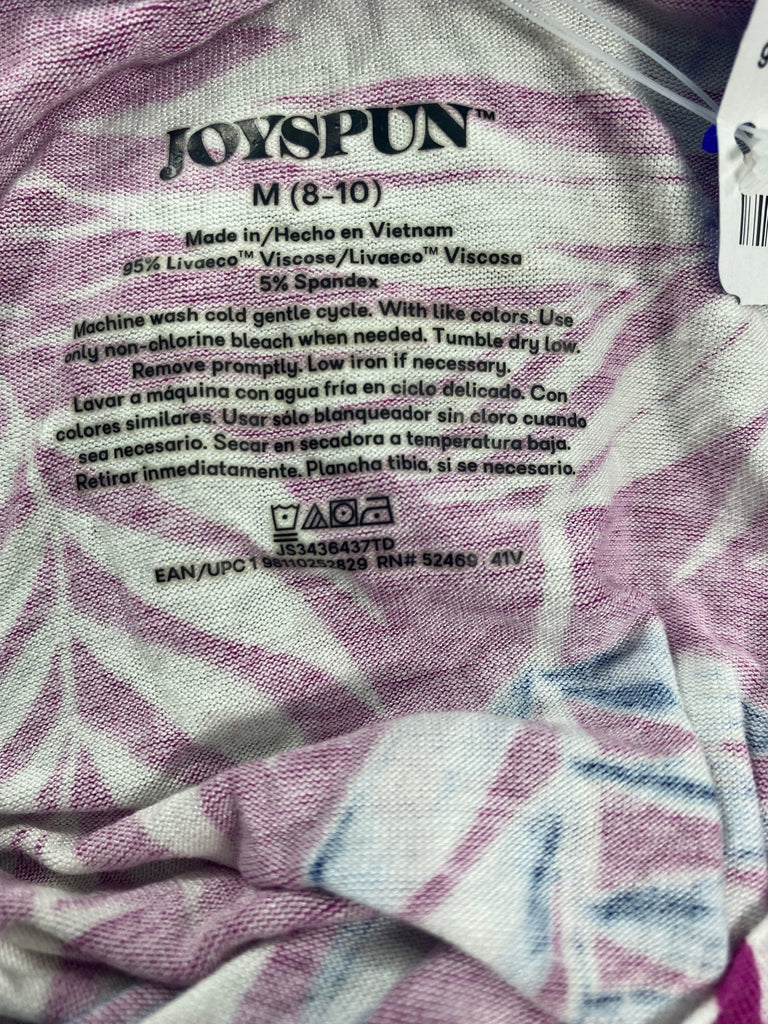 JOYSPUN™
M (8-10)
Made in/Hecho en Vietnam
95% Livaeco™ Viscose/Livaeco™ Viscosa
5% Spandex
Machine wash cold gentle cycle. With like colors. Use
only non-chlorine bleach when needed. Tumble dry low.
Remove promptly. Low iron if necessary.
Lavar a máquina con agua fría en ciclo delicado. Con
colores similares. Usar sólo blanqueador sin cloro cuando
sea necesario. Secar en secadora a temperatura baja.
Retirar inmediatamente. Plancha tibia, si se necesario.
JS3436437TD
EAN/UPC 1 98110252829 RN# 52469 41V